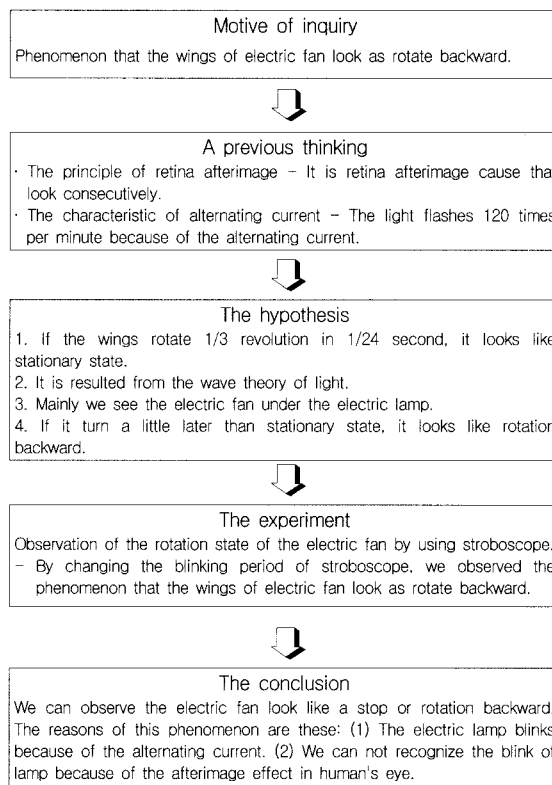 Motive of inquiry
Phenomenon that the wings of electric fan look as rotate backward.
A previous thinking
· The principle of retina afterimage – It is retina afterimage cause tha
look consecutively.
· The characteristic of alternating current – The light flashes 120 times
per minute because of the alternating current.
The hypothesis
1. If the wings rotate 1/3 revolution in 1/24 second, it looks like
stationary state.
2. It is resulted from the wave theory of light.
3. Mainly we see the electric fan under the electric lamp.
4. If it turn a little later than stationary state, it looks like rotation
backward.
The experiment
Observation of the rotation state of the electric fan by using stroboscope.
– By changing the blinking period of stroboscope, we observed the
phenomenon that the wings of electric fan look as rotate backward.
The conclusion
We can observe the electric fan look like a stop or rotation backward.
The reasons of this phenomenon are these: (1) The electric lamp blinks
because of the alternating current. (2) We can not recognize the blink of
lamp because of the afterimage effect in human's eye.